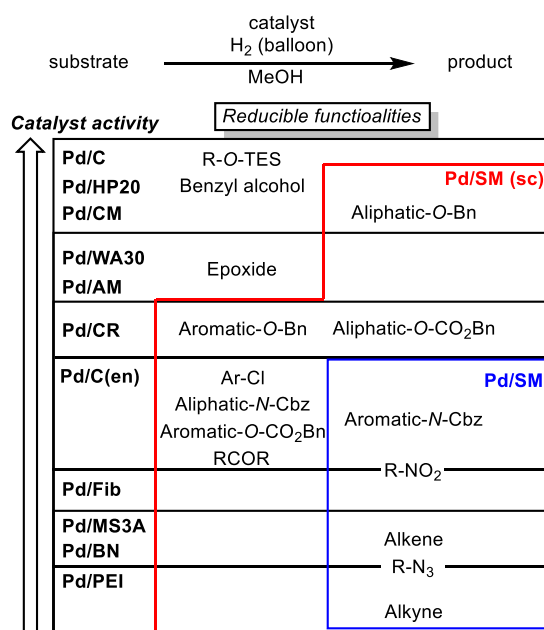 catalyst
H2 (balloon)
substrate product
MeOH
Reducible functioalities
Catalyst activity
Pd/C R-O-TES
Pd/SM (sc)
Pd/HP20 Benzyl alcohol
Pd/CM Aliphatic-O-Bn
Pd/WA30
Epoxide
Pd/AM
Pd/CR Aromatic-O-Bn Aliphatic-O-CO2Bn
Pd/C(en) Ar-Cl Pd/SM
Aliphatic-N-Cbz
Aromatic-N-Cbz
Aromatic-O-CO2Bn
RCOR
R-NO2
Pd/Fib
Pd/MS3A
Alkene
Pd/BN
R-N3
Pd/PEI
Alkyne